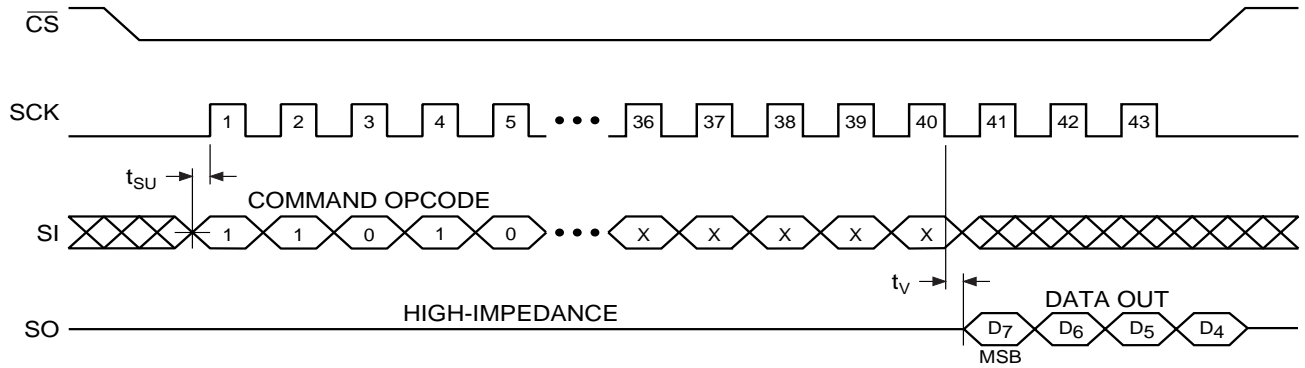 CS
SCK 1 2 3 4 5 ••• 36 37 38 39 40 41 42 43
tSU
COMMAND OPCODE
SI 1 1 0 1 0 ••• X X X X X
tV
HIGH-IMPEDANCE
DATA OUT
SO D7 D6 D5 D4
MSB